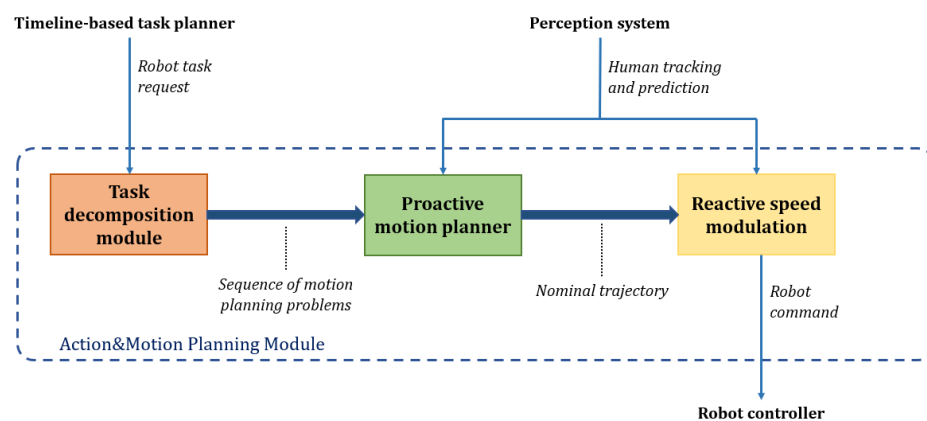 Timeline-based task planner
Perception system
Robot task
request
Human tracking
and prediction
Task
decomposition
module
Proactive
motion planner
Reactive speed
modulation
Sequence of motion
planning problems
Nominal trajectory
Robot
command
Action&Motion Planning Module
Robot controller